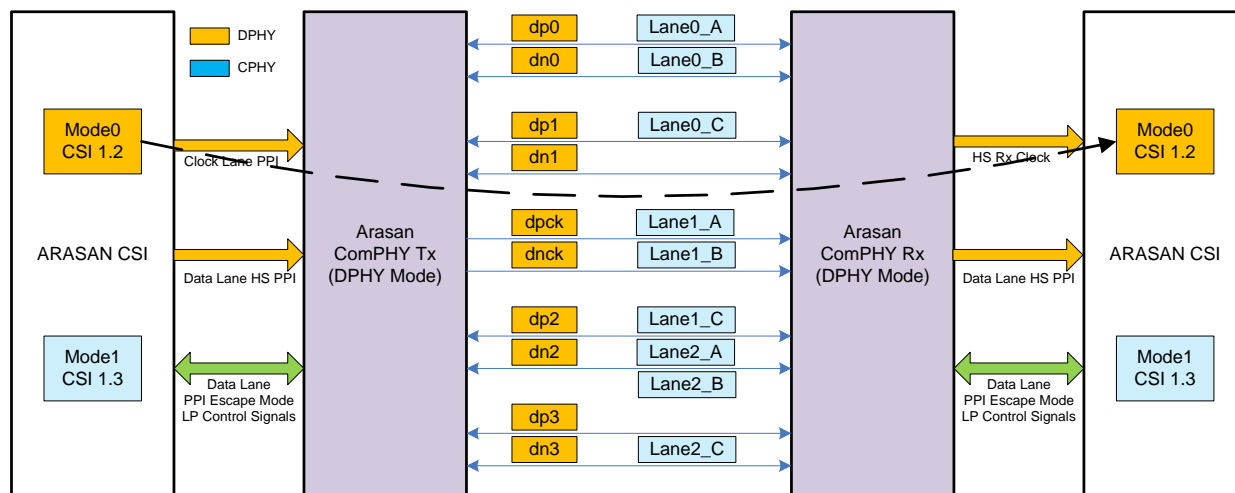 DPHY
CPHY
Mode0
CSI 1.2
ARASAN CSI
Mode1
CSI 1.3
Clock Lane PPI
Data Lane HS PPI
Data Lane
PPI Escape Mode
LP Control Signals
Arasan
ComPHY Tx
(DPHY Mode)
dp0 Lane0_A
dn0 Lane0_B
dp1 Lane0_C
dn1
dpck Lane1_A
dnck Lane1_B
dp2 Lane1_C
dn2 Lane2_A
Lane2_B
dp3
dn3 Lane2_C
Arasan
ComPHY Rx
(DPHY Mode)
HS Rx Clock
Data Lane HS PPI
Data Lane
PPI Escape Mode
LP Control Signals
Mode0
CSI 1.2
ARASAN CSI
Mode1
CSI 1.3